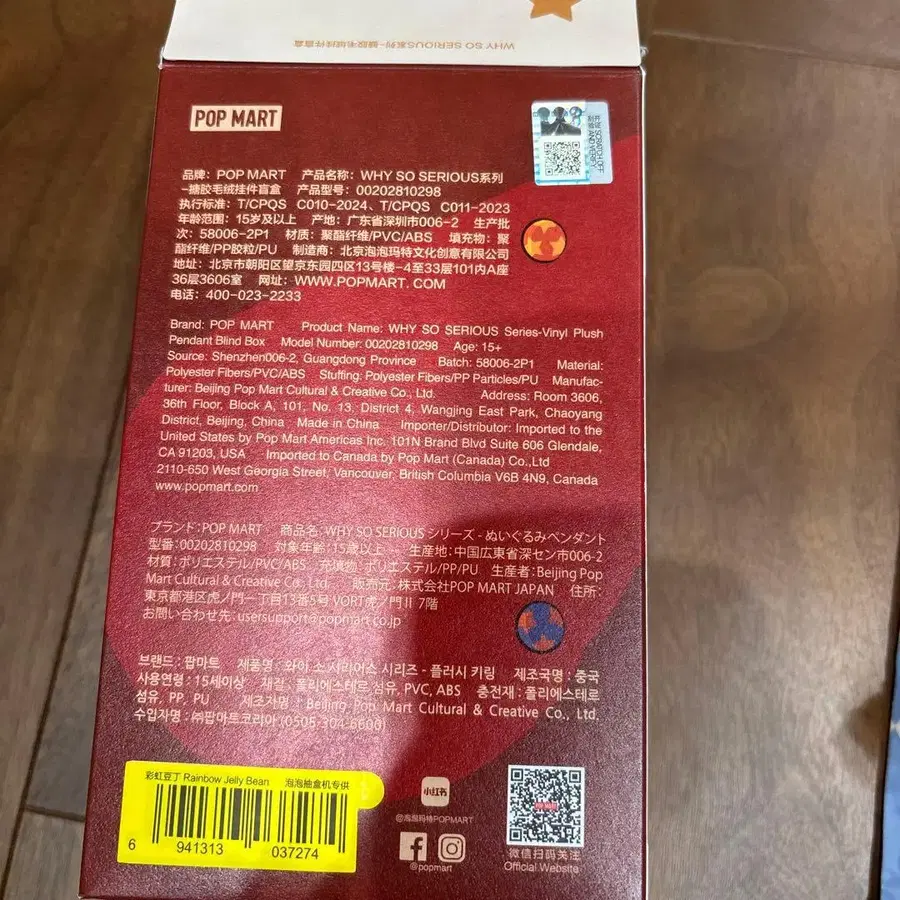 WHY SO SERIOUS系列-搪胶毛绒挂件盲盒
POP MART
开奖 SCRATCH OFF
刮层 AND VERIFY
品牌：POP MART 产品名称：WHY SO SERIOUS系列
-搪胶毛绒挂件盲盒 产品型号：00202810298
执行标准：T/CPQS C010-2024、T/CPQS C011-2023
年龄范围：15岁及以上 产地：广东省深圳市006-2 生产批
次：58006-2P1 材质：聚酯纤维/PVC/ABS 填充物：聚
酯纤维/PP胶粒/PU 制造商：北京泡泡玛特文化创意有限公司
地址：北京市朝阳区望京东园四区13号楼-4至33层101内A座
36层3606室 网址：WWW.POPMART.COM
电话：400-023-2233
Brand: POP MART Product Name: WHY SO SERIOUS Series-Vinyl Plush
Pendant Blind Box Model Number: 00202810298 Age: 15+
Source: Shenzhen006-2, Guangdong Province Batch: 58006-2P1 Material:
Polyester Fibers/PVC/ABS Stuffing: Polyester Fibers/PP Particles/PU Manufac-
turer: Beijing Pop Mart Cultural & Creative Co., Ltd. Address: Room 3606,
36th Floor, Block A, 101, No. 13, District 4, Wangjing East Park, Chaoyang
District, Beijing, China Made in China Importer/Distributor: Imported to the
United States by Pop Mart Americas Inc. 101N Brand Blvd Suite 606 Glendale,
CA 91203, USA Imported to Canada by Pop Mart (Canada) Co.,Ltd
2110-650 West Georgia Street, Vancouver, British Columbia V6B 4N9, Canada
www.popmart.com
ブランド:POP MART 商品名: WHY SO SERIOUS シリーズ - ぬいぐるみペンダント
型番:00202810298 対象年齢:15歳以上 生産地:中国広東省深セン市006-2
材質:ポリエステル/PVC/ABS 充填物:ポリエステル/PP/PU 生産者:Beijing Pop
Mart Cultural & Creative Co., Ltd. 販売元:株式会社POP MART JAPAN 住所:
東京都港区虎ノ門一丁目13番5号 VORT虎ノ門II 7階
お問い合わせ先:usersupport@popmart.co.jp
브랜드 : 팝마트 제품명 : 와이 소 시리어스 시리즈 - 플러시 키링 제조국명 : 중국
사용연령 : 15세이상 재질 : 폴리에스테르 섬유, PVC, ABS 충전재 : 폴리에스테르
섬유, PP, PU 제조자명 : Beijing Pop Mart Cultural & Creative Co., Ltd.
수입자명 : ㈜팝마트코리아 (0505-304-6600)
彩虹豆丁 Rainbow Jelly Bean 泡泡抽盒机专供
6 941313 037274
小红书
@泡泡玛特POPMART
@popmart
POP MART
微信扫码关注
Official Website